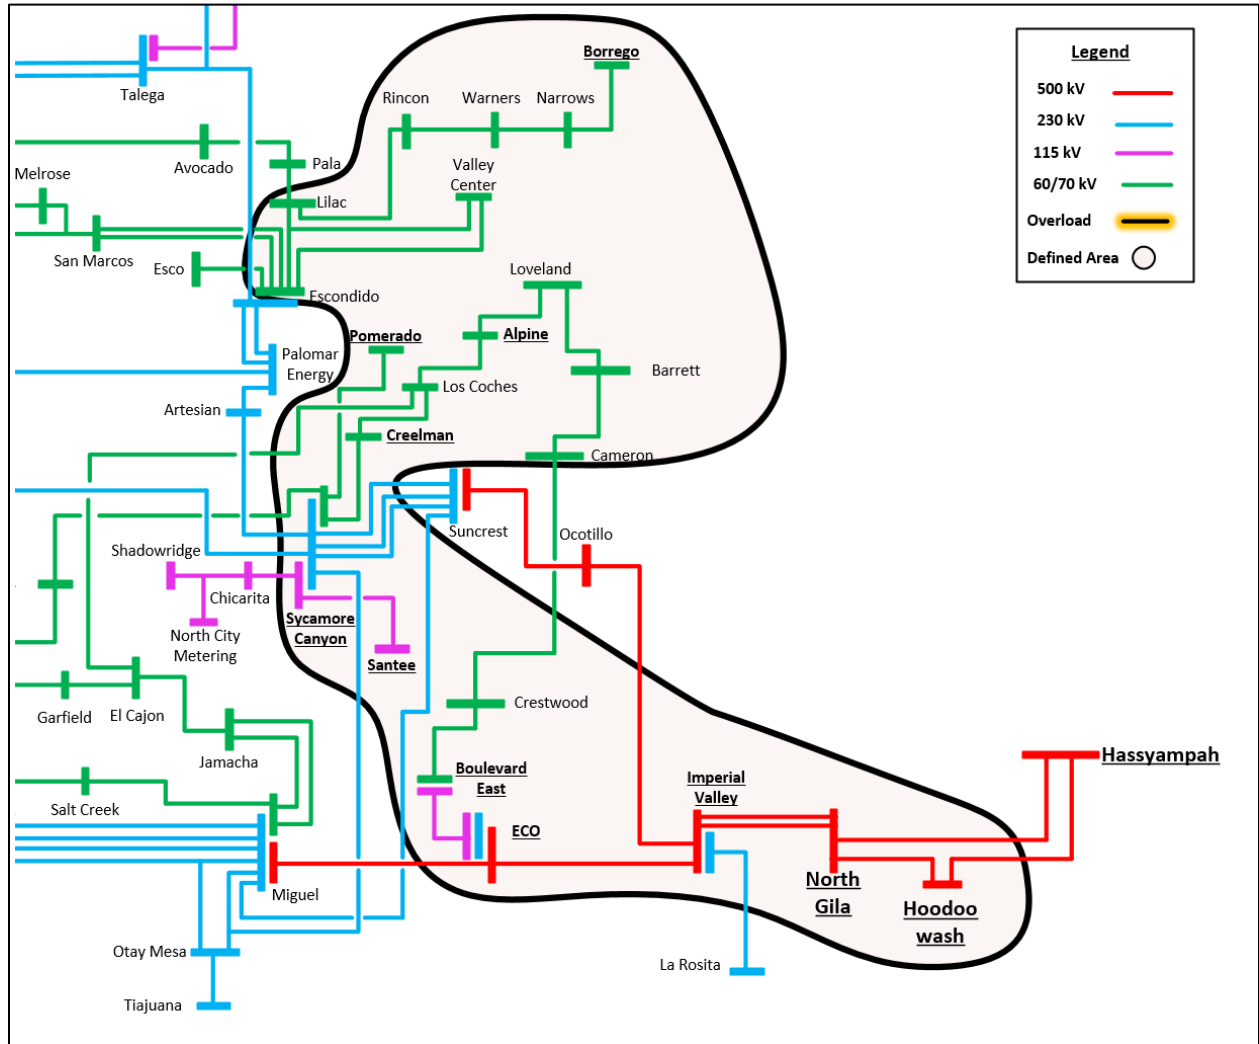 Legend
500 kV
230 kV
115 kV
60/70 kV
Overload
Defined Area
Borrego
Talega
Rincon
Warners
Narrows
Avocado
Pala
Valley
Center
Melrose
Lilac
San Marcos
Esco
Loveland
Escondido
Pomerado
Alpine
Palomar
Energy
Barrett
Los Coches
Artesian
Creelman
Cameron
Suncrest
Ocotillo
Shadowridge
Chicarita
Sycamore
Canyon
North City
Metering
Santee
Garfield
El Cajon
Crestwood
Jamacha
Hassyampah
Boulevard
East
Imperial
Valley
Salt Creek
ECO
Miguel
North
Gila
Hoodoo
wash
Otay Mesa
La Rosita
Tiajuana